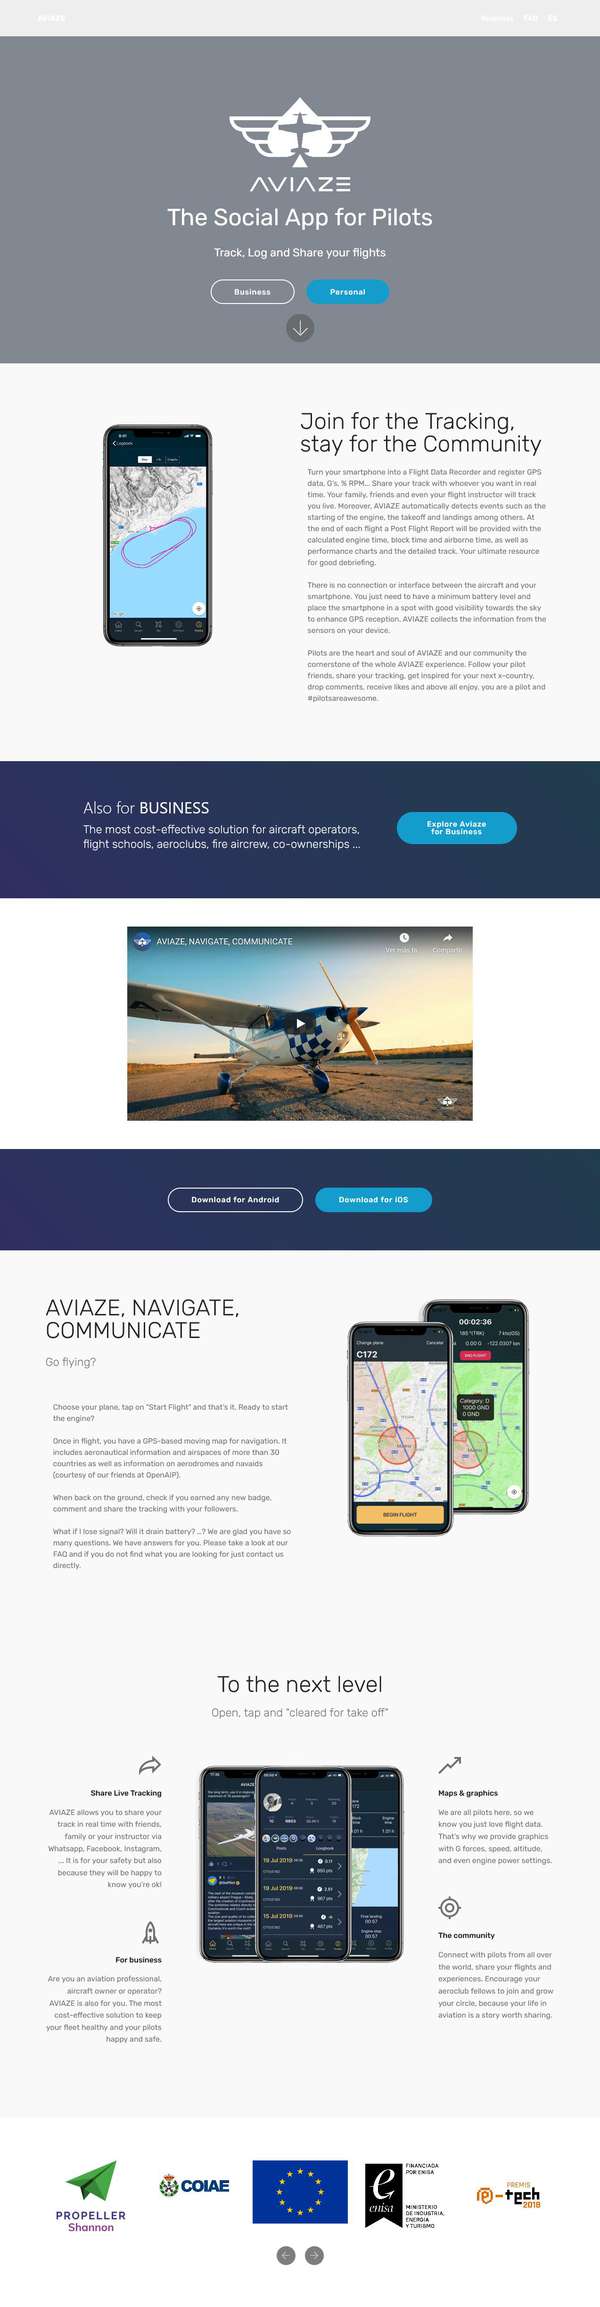 AVIAZE
Business FAQ ES
AVIAZE
The Social App for Pilots
Track, Log and Share your flights
Business Personal
Join for the Tracking,
stay for the Community
Turn your smartphone into a Flight Data Recorder and register GPS
data, G's, % RPM... Share your track with whoever you want in real
time. Your family, friends and even your flight instructor will track
you live. Moreover, AVIAZE automatically detects events such as the
starting of the engine, the takeoff and landings among others. At
the end of each flight a Post Flight Report will be provided with the
calculated engine time, block time and airborne time, as well as
performance charts and the detailed track. Your ultimate resource
for good debriefing.
There is no connection or interface between the aircraft and your
smartphone. You just need to have a minimum battery level and
place the smartphone in a spot with good visibility towards the sky
to enhance GPS reception. AVIAZE collects the information from the
sensors on your device.
Pilots are the heart and soul of AVIAZE and our community the
cornerstone of the whole AVIAZE experience. Follow your pilot
friends, share your tracking, get inspired for your next x-country,
drop comments, receive likes and above all enjoy, you are a pilot and
#pilotsareawesome.
Also for BUSINESS
The most cost-effective solution for aircraft operators,
flight schools, aeroclubs, fire aircrew, co-ownerships ...
Explore Aviaze
for Business
AVIAZE, NAVIGATE, COMMUNICATE
Ver más ta
Compartir
Download for Android Download for iOS
AVIAZE, NAVIGATE,
COMMUNICATE
Go flying?
Choose your plane, tap on "Start Flight" and that's it. Ready to start
the engine?
Once in flight, you have a GPS-based moving map for navigation. It
includes aeronautical information and airspaces of more than 30
countries as well as information on aerodromes and navaids
(courtesy of our friends at OpenAIP).
When back on the ground, check if you earned any new badge,
comment and share the tracking with your followers.
What if I lose signal? Will it drain battery? ...? We are glad you have so
many questions. We have answers for you. Please take a look at our
FAQ and if you do not find what you are looking for just contact us
directly.
00:02:36
185 °(TRK) 7 kts(GS)
0.00 G -122.0307 km
END FLIGHT
Change plane Cancelar
C172
Category: D
1000 GND
0 GND
BEGIN FLIGHT
To the next level
Open, tap and "cleared for take off"
Share Live Tracking
AVIAZE allows you to share your
track in real time with friends,
family or your instructor via
Whatsapp, Facebook, Instagram,
... It is for your safety but also
because they will be happy to
know you're ok!
For business
Are you an aviation professional,
aircraft owner or operator?
AVIAZE is also for you. The most
cost-effective solution to keep
your fleet healthy and your pilots
happy and safe.
Posts Logbook
19 Jul 2019
19 Jul 2019
15 Jul 2019
Maps & graphics
We are all pilots here, so we
know you just love flight data.
That's why we provide graphics
with G forces, speed, altitude,
and even engine power settings.
The community
Connect with pilots from all over
the world, share your flights and
experiences. Encourage your
aeroclub fellows to join and grow
your circle, because your life in
aviation is a story worth sharing.
PROPELLER
Shannon
COIAE
FINANCIADA
POR ENISA
enisa
MINISTERIO
DE INDUSTRIA,
ENERGÍA
Y TURISMO
PREMIS
e-tech
2018